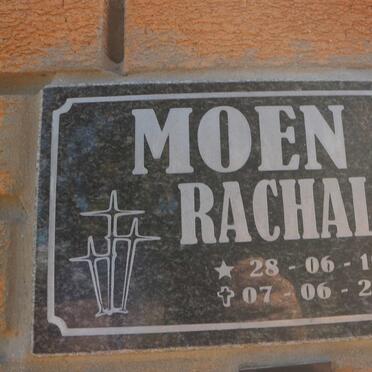 MOEN
RACHAL
★ 28 - 06 - 1
✞ 07 - 06 - 2